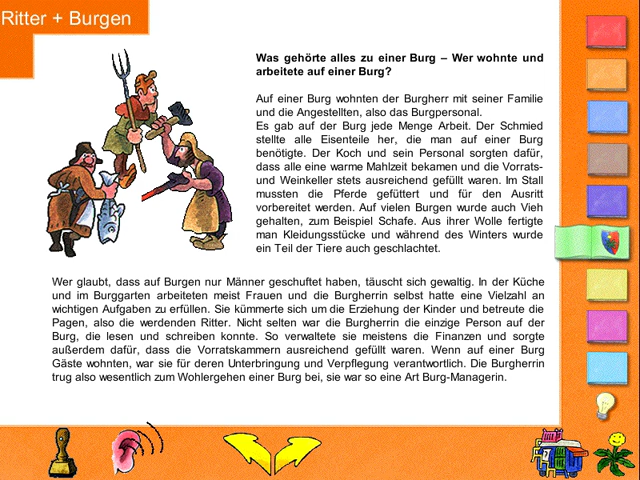 Ritter + Burgen
Was gehörte alles zu einer Burg – Wer wohnte und
arbeitete auf einer Burg?
Auf einer Burg wohnten der Burgherr mit seiner Familie
und die Angestellten, also das Burgpersonal.
Es gab auf der Burg jede Menge Arbeit. Der Schmied
stellte alle Eisenteile her, die man auf einer Burg
benötigte. Der Koch und sein Personal sorgten dafür,
dass alle eine warme Mahlzeit bekamen und die Vorrats-
und Weinkeller stets ausreichend gefüllt waren. Im Stall
mussten die Pferde gefüttert und für den Ausritt
vorbereitet werden. Auf vielen Burgen wurde auch Vieh
gehalten, zum Beispiel Schafe. Aus ihrer Wolle fertigte
man Kleidungsstücke und während des Winters wurde
ein Teil der Tiere auch geschlachtet.
Wer glaubt, dass auf Burgen nur Männer geschuftet haben, täuscht sich gewaltig. In der Küche
und im Burggarten arbeiteten meist Frauen und die Burgherrin selbst hatte eine Vielzahl an
wichtigen Aufgaben zu erfüllen. Sie kümmerte sich um die Erziehung der Kinder und betreute die
Pagen, also die werdenden Ritter. Nicht selten war die Burgherrin die einzige Person auf der
Burg, die lesen und schreiben konnte. So verwaltete sie meistens die Finanzen und sorgte
außerdem dafür, dass die Vorratskammern ausreichend gefüllt waren. Wenn auf einer Burg
Gäste wohnten, war sie für deren Unterbringung und Verpflegung verantwortlich. Die Burgherrin
trug also wesentlich zum Wohlergehen einer Burg bei, sie war so eine Art Burg-Managerin.